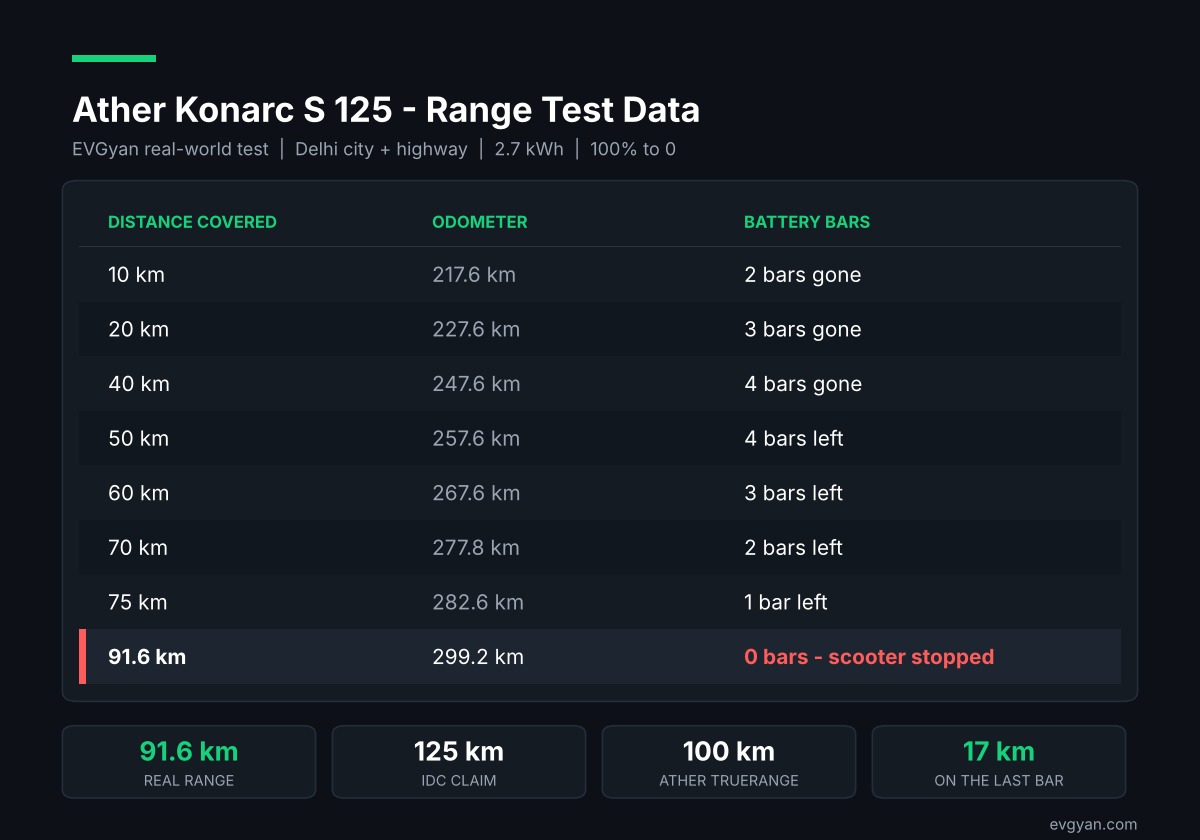 Ather Konarc S 125 - Range Test Data
EVGyan real-world test | Delhi city + highway | 2.7 kWh | 100% to 0
DISTANCE COVERED ODOMETER BATTERY BARS
10 km 217.6 km 2 bars gone
20 km 227.6 km 3 bars gone
40 km 247.6 km 4 bars gone
50 km 257.6 km 4 bars left
60 km 267.6 km 3 bars left
70 km 277.8 km 2 bars left
75 km 282.6 km 1 bar left
91.6 km 299.2 km 0 bars - scooter stopped
91.6 km 125 km 100 km 17 km
REAL RANGE IDC CLAIM ATHER TRUERANGE ON THE LAST BAR
evgyan.com